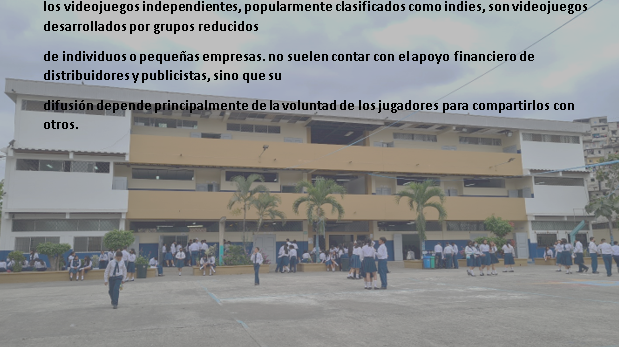 los videojuegos independientes, popularmente clasificados como indies, son videojuegos
desarrollados por grupos reducidos
de individuos o pequeñas empresas. no suelen contar con el apoyo financiero de
distribuidores y publicistas, sino que su
difusión depende principalmente de la voluntad de los jugadores para compartirlos con
otros.